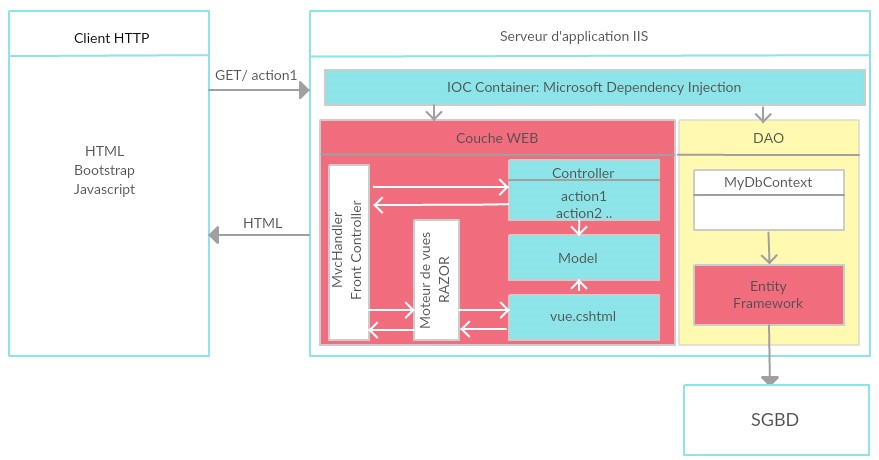 Client HTTP
Serveur d'application IIS
GET/ action1
IOC Container: Microsoft Dependency Injection
Couche WEB
DAO
HTML
Bootstrap
Javascript
MvcHandler
Front Controller
Moteur de vues
RAZOR
Controller
action1
action2 ..
Model
vue.cshtml
MyDbContext
Entity
Framework
HTML
SGBD